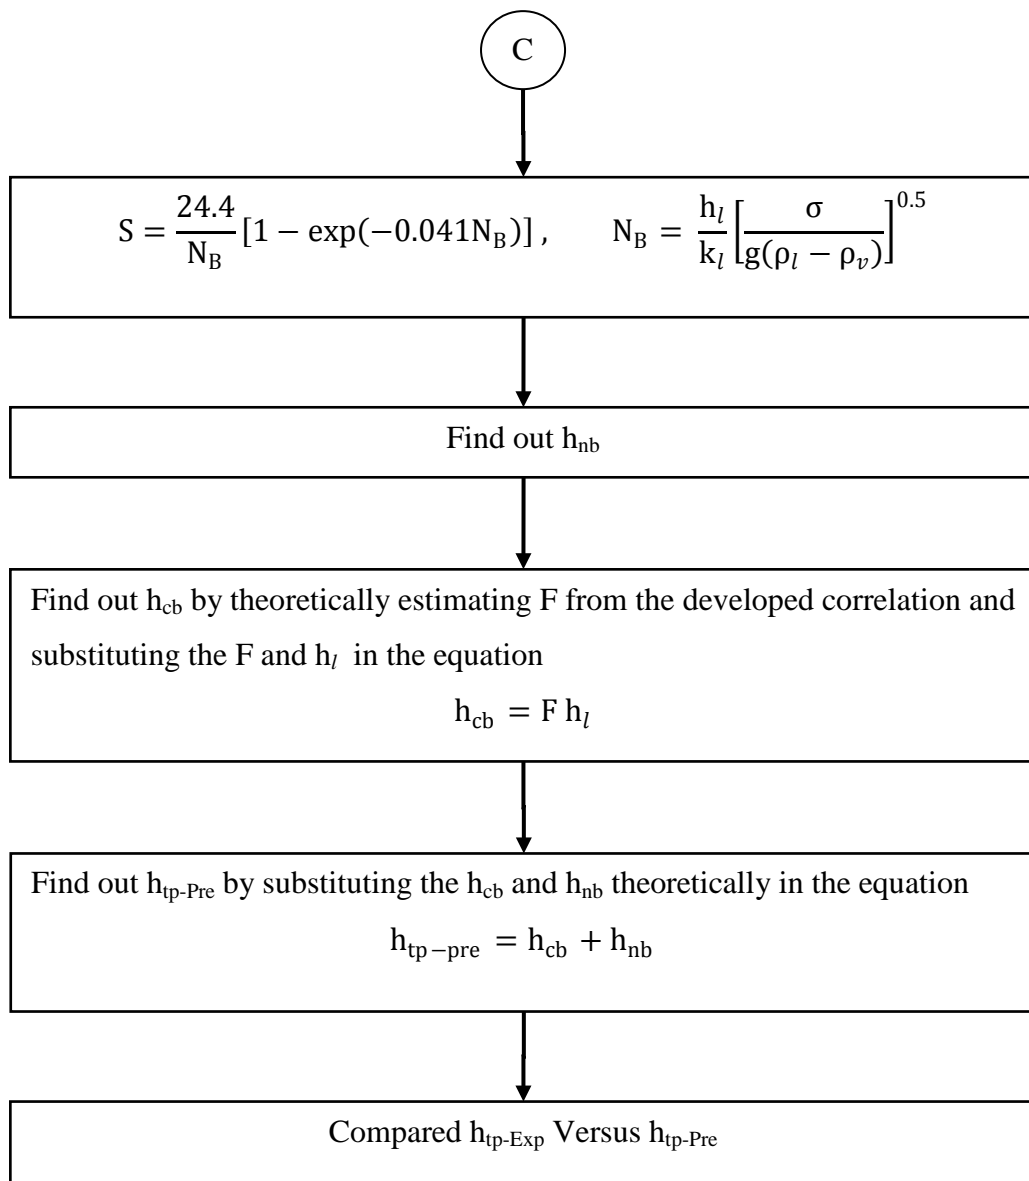 C
S = 24.4/N_B [1 − exp(−0.041N_B)] , N_B = h_l/k_l [σ/g(ρ_l − ρ_v)]^0.5
Find out h_nb
Find out h_cb by theoretically estimating F from the developed correlation and
substituting the F and h_l in the equation
h_cb = F h_l
Find out h_tp-Pre by substituting the h_cb and h_nb theoretically in the equation
h_tp−pre = h_cb + h_nb
Compared h_tp-Exp Versus h_tp-Pre